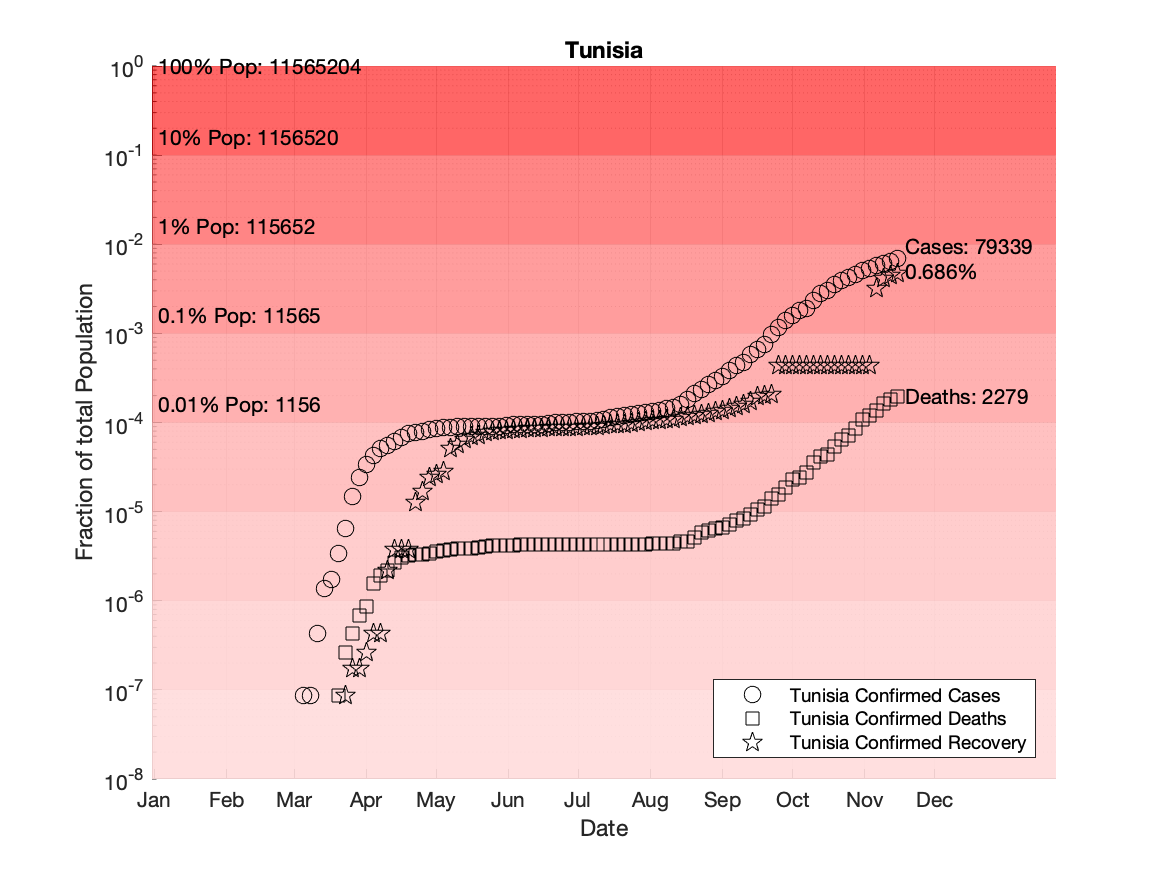 Tunisia
10^0
10^-1
10^-2
10^-3
10^-4
10^-5
10^-6
10^-7
10^-8
Fraction of total Population
100% Pop: 11565204
10% Pop: 1156520
1% Pop: 115652
0.1% Pop: 11565
0.01% Pop: 1156
Cases: 79339
0.686%
Deaths: 2279
Tunisia Confirmed Cases
Tunisia Confirmed Deaths
Tunisia Confirmed Recovery
Jan Feb Mar Apr May Jun Jul Aug Sep Oct Nov Dec
Date